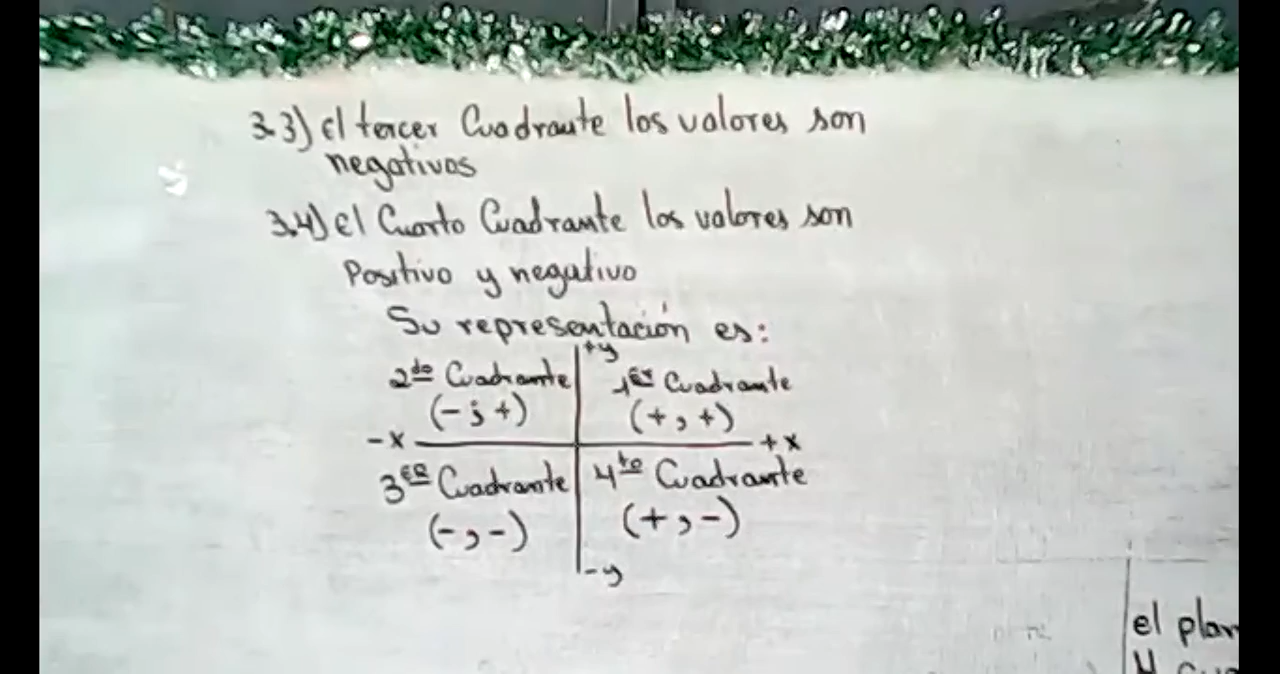 3.3) El tercer Cuadrante los valores son
negativos
3.4) El Cuarto Cuadrante los valores son
Positivo y negativo
Su representación es:
+y
2do Cuadrante 1er Cuadrante
(- ; +) (+ , +)
-x +x
3er Cuadrante 4to Cuadrante
(- , -) (+ , -)
-y
el plan
4